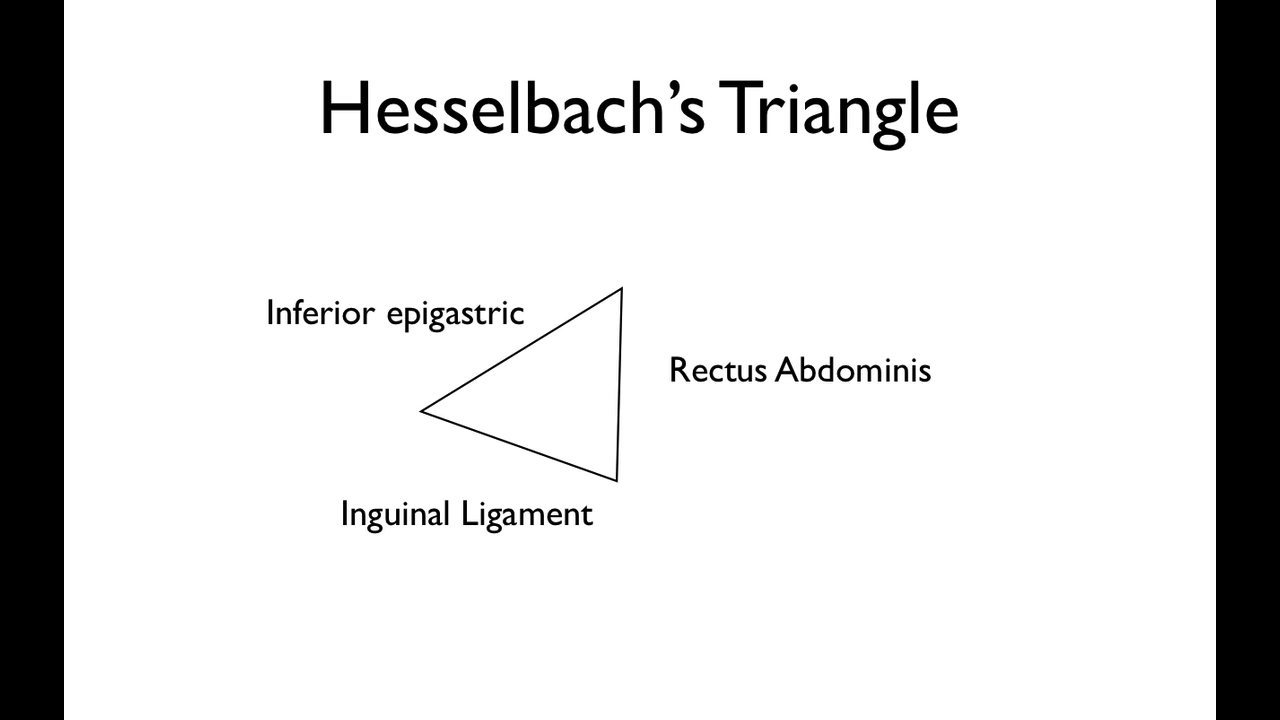 Hesselbach’s Triangle
Inferior epigastric
Rectus Abdominis
Inguinal Ligament